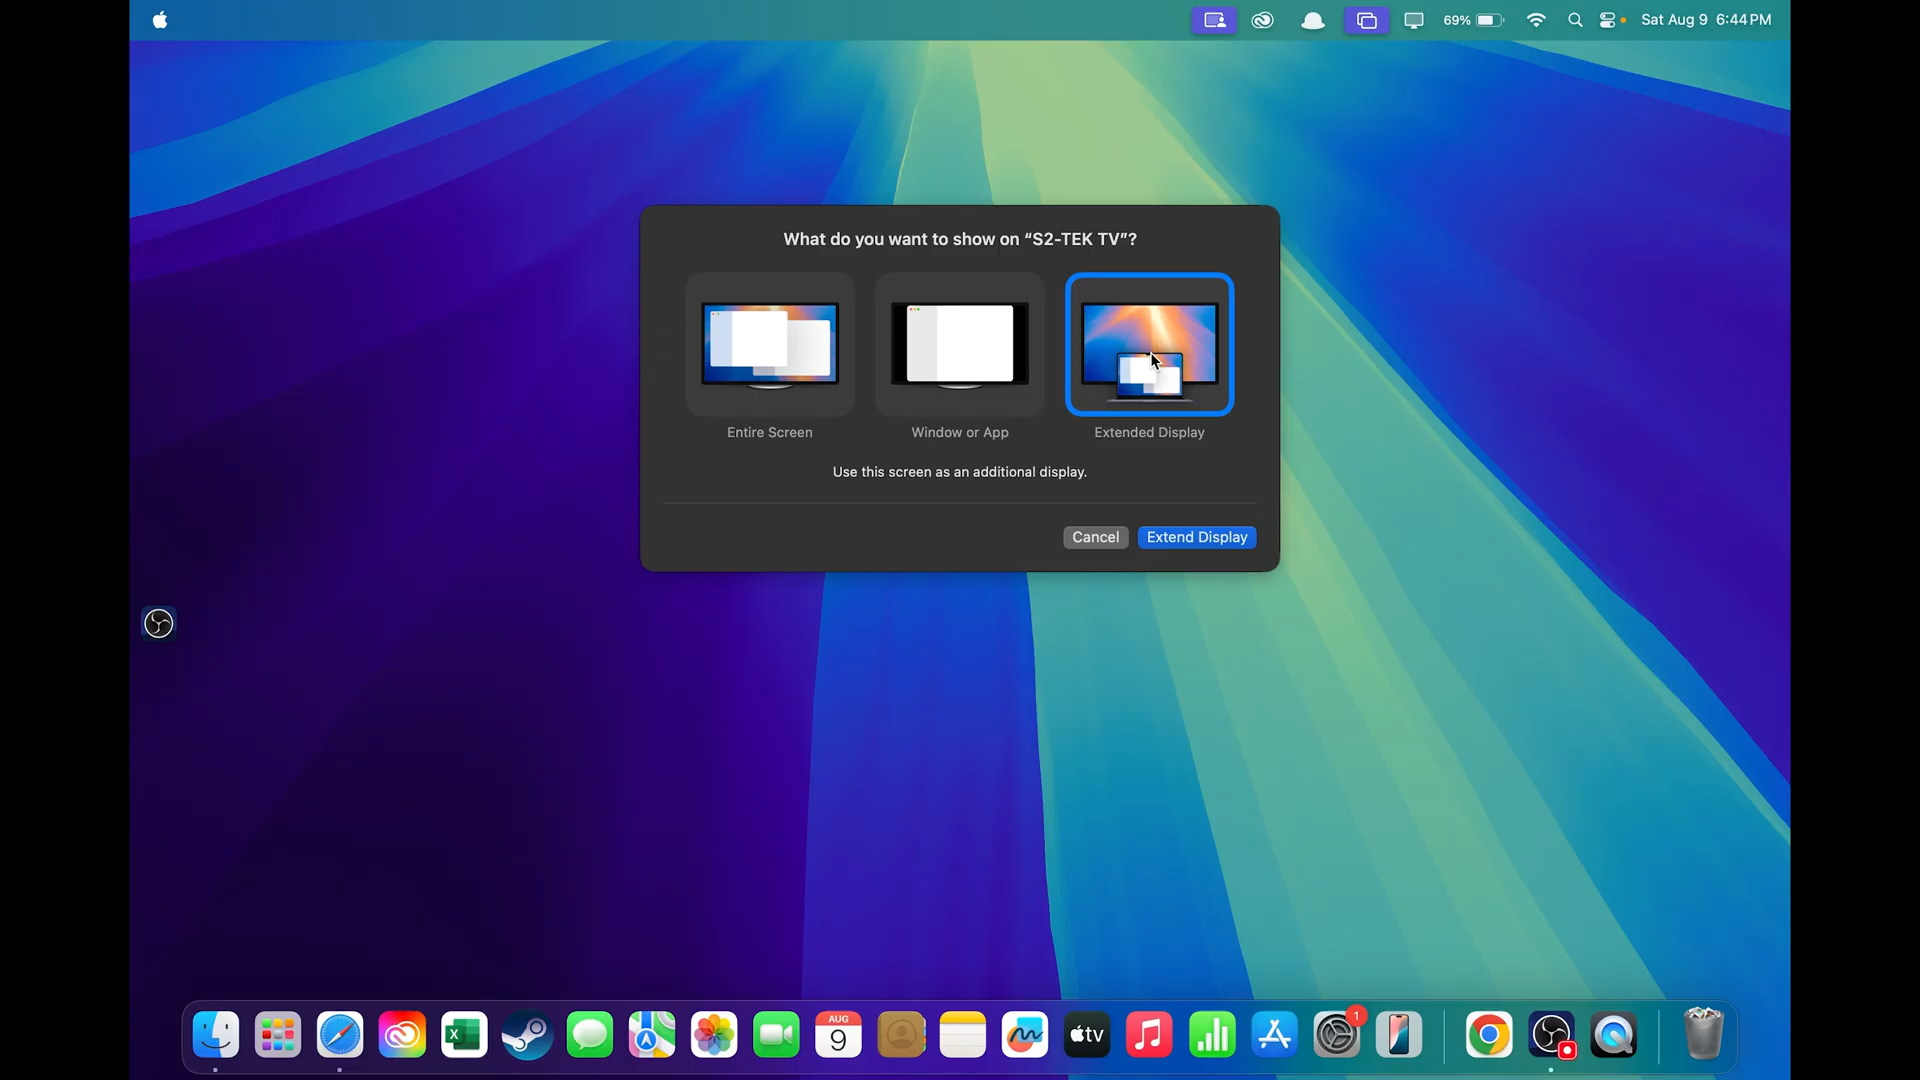 69%
Sat Aug 9 6:44 PM
What do you want to show on “S2-TEK TV”?
Entire Screen
Window or App
Extended Display
Use this screen as an additional display.
Cancel
Extend Display
X
AUG
9
tv
1